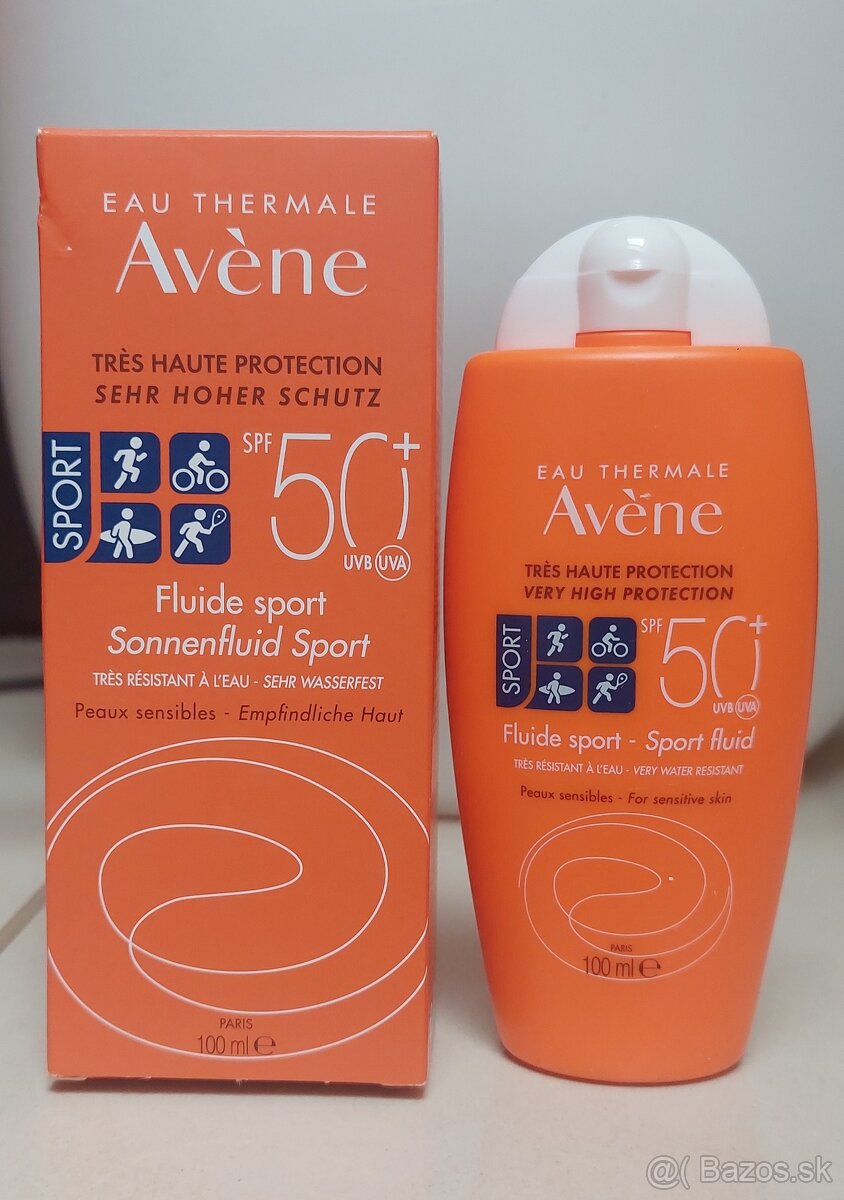 EAU THERMALE
Avène
TRÈS HAUTE PROTECTION
SEHR HOHER SCHUTZ
SPORT
SPF 50+
UVB UVA
Fluide sport
Sonnenfluid Sport
TRÈS RÉSISTANT À L'EAU - SEHR WASSERFEST
Peaux sensibles - Empfindliche Haut
PARIS
100 ml ℮
EAU THERMALE
Avène
TRÈS HAUTE PROTECTION
VERY HIGH PROTECTION
SPORT
SPF 50+
UVB UVA
Fluide sport - Sport fluid
TRÈS RÉSISTANT À L'EAU - VERY WATER RESISTANT
Peaux sensibles - For sensitive skin
PARIS
100 ml ℮
@( Bazos.sk